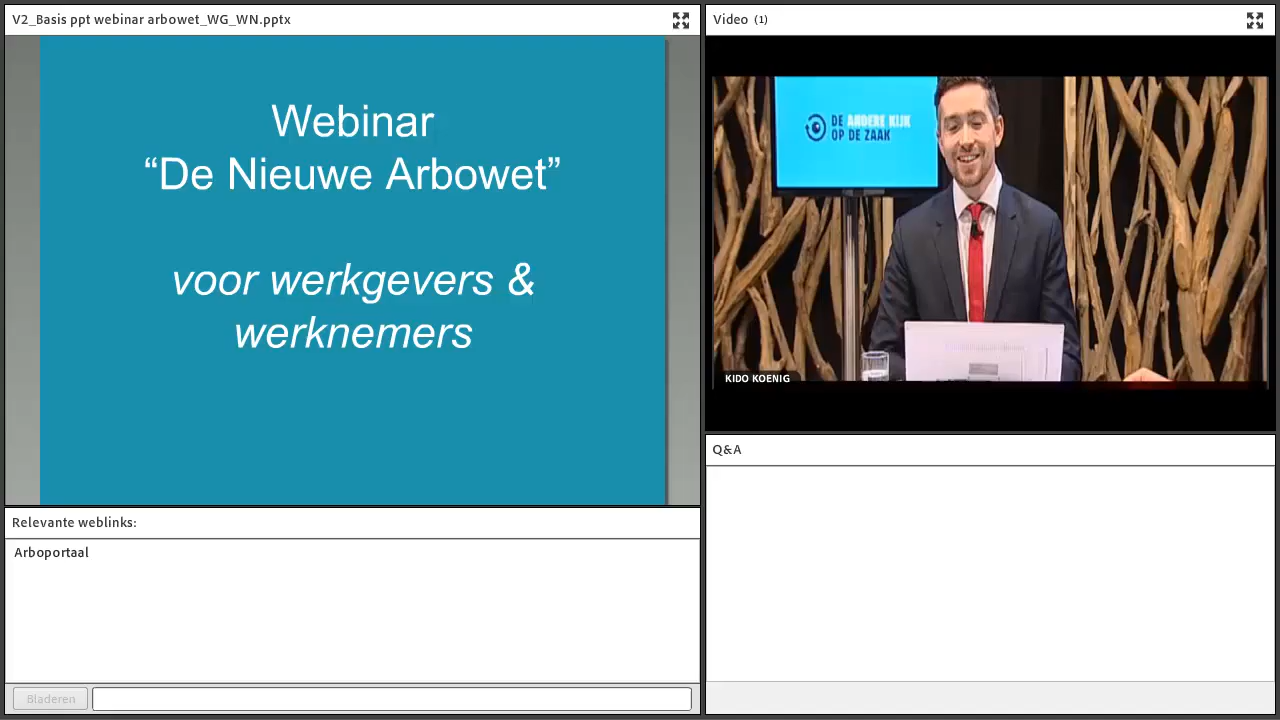 V2_Basis ppt webinar arbowet_WG_WN.pptx
Webinar
“De Nieuwe Arbowet”
voor werkgevers &
werknemers
Relevante weblinks:
Arboportaal
Bladeren
Video (1)
DE ANDERE KIJK
OP DE ZAAK
KIDO KOENIG
Q&A